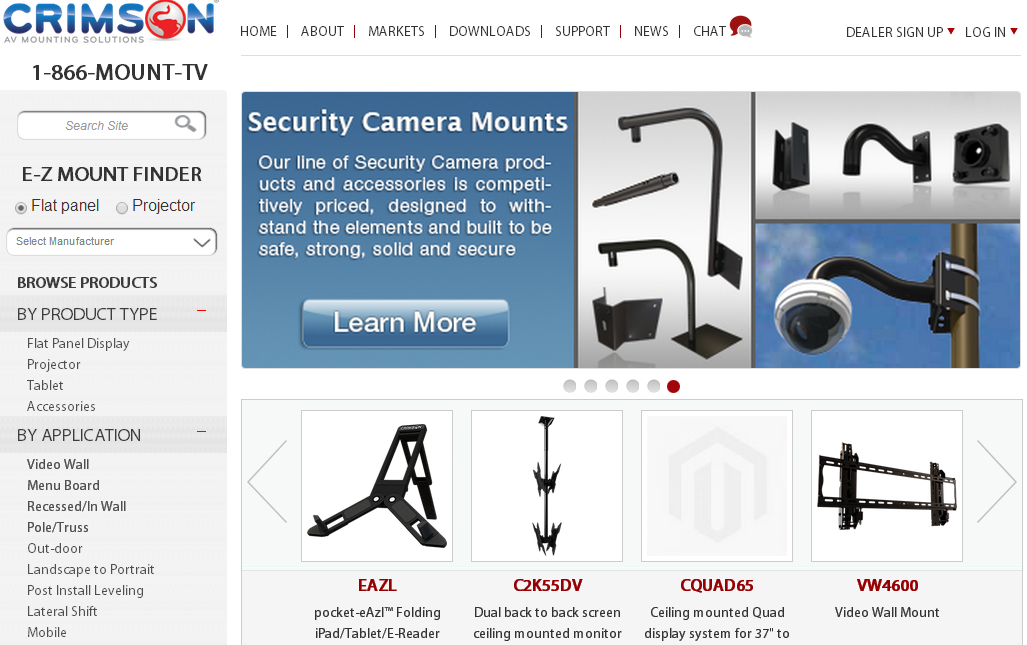 CRIMSON
AV MOUNTING SOLUTIONS
1-866-MOUNT-TV
HOME | ABOUT | MARKETS | DOWNLOADS | SUPPORT | NEWS | CHAT
DEALER SIGN UP LOG IN
Search Site
E-Z MOUNT FINDER
Flat panel Projector
Select Manufacturer
BROWSE PRODUCTS
BY PRODUCT TYPE
Flat Panel Display
Projector
Tablet
Accessories
BY APPLICATION
Video Wall
Menu Board
Recessed/In Wall
Pole/Truss
Out-door
Landscape to Portrait
Post Install Leveling
Lateral Shift
Mobile
Security Camera Mounts
Our line of Security Camera prod-
ucts and accessories is competi-
tively priced, designed to with-
stand the elements and built to be
safe, strong, solid and secure
Learn More
EAZL
pocket-eAzl™ Folding
iPad/Tablet/E-Reader
C2K55DV
Dual back to back screen
ceiling mounted monitor
CQUAD65
Ceiling mounted Quad
display system for 37" to
VW4600
Video Wall Mount